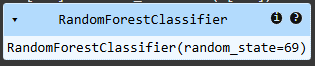 ▾ RandomForestClassifier i ?
RandomForestClassifier(random_state=69)